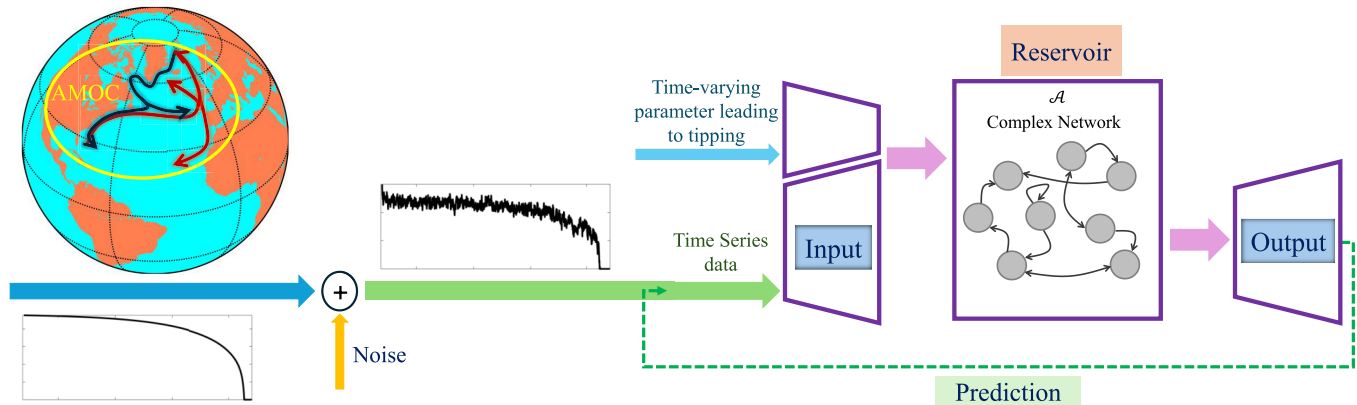 AMOC
Noise
Time-varying
parameter leading
to tipping
Time Series
data
Input
Reservoir
𝒜
Complex Network
Output
Prediction
+